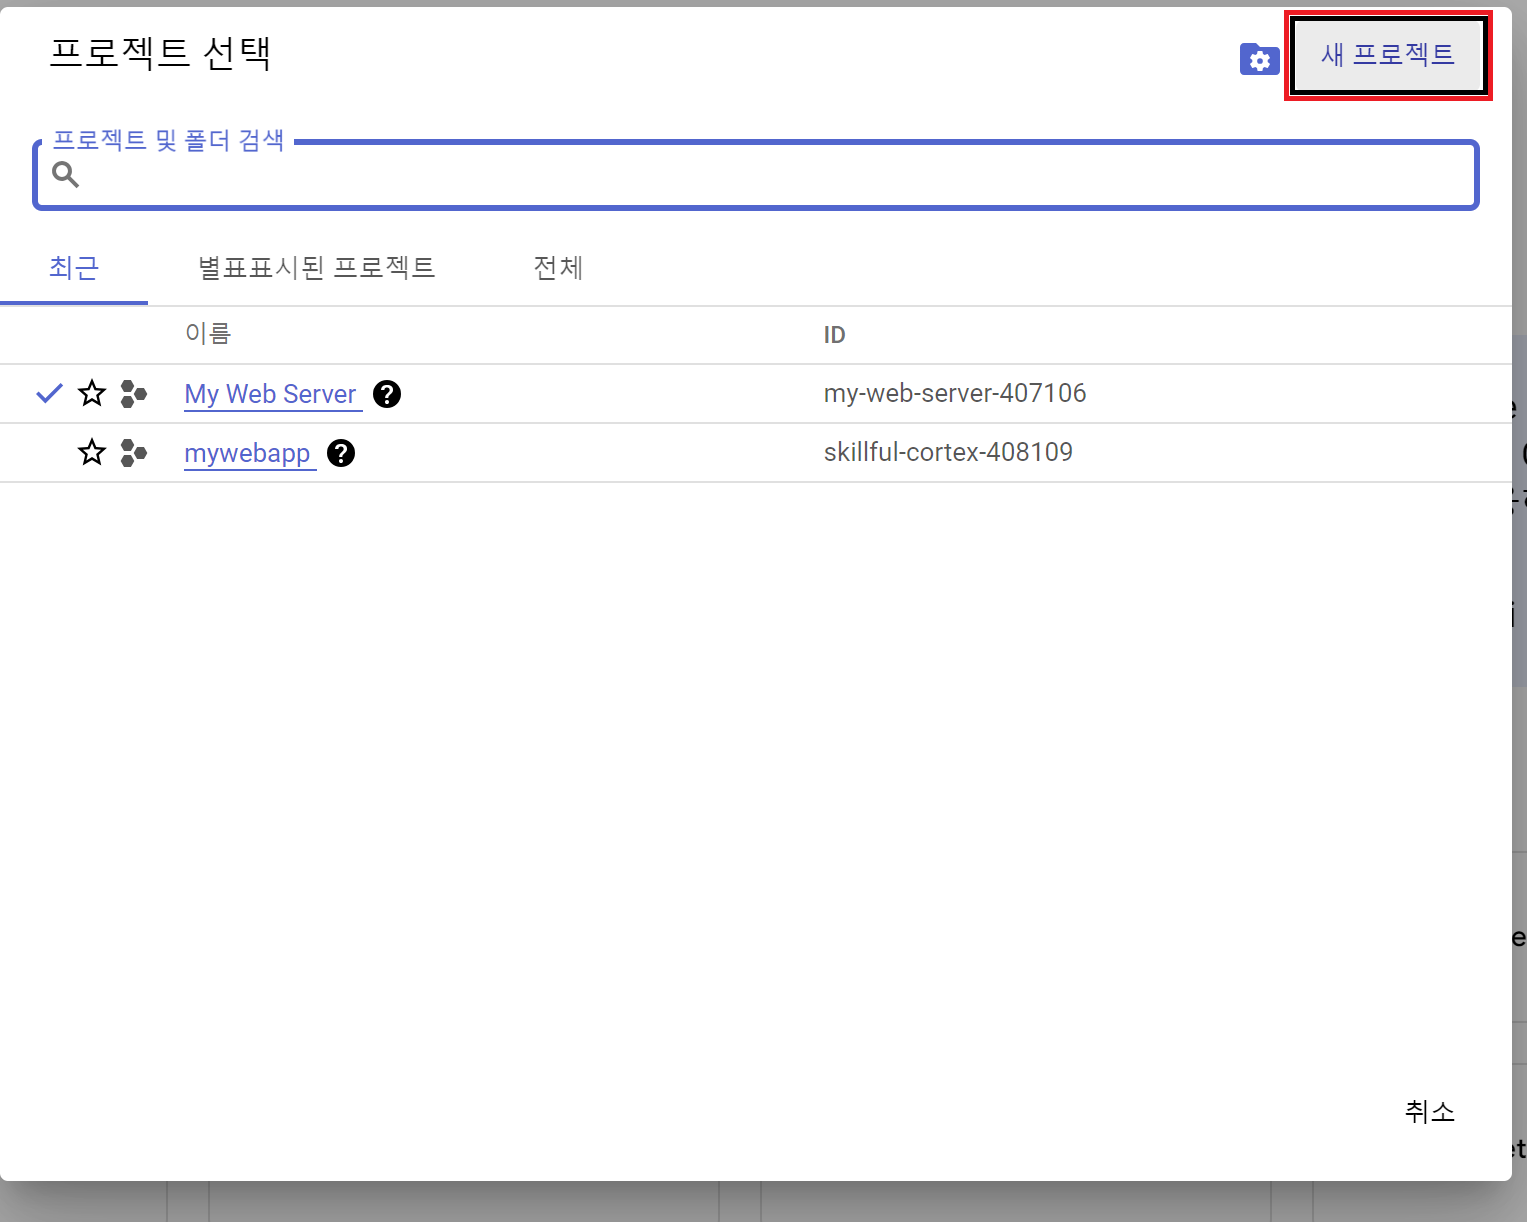 프로젝트 선택
새 프로젝트
프로젝트 및 폴더 검색
최근 별표표시된 프로젝트 전체
이름 ID
My Web Server my-web-server-407106
mywebapp skillful-cortex-408109
취소